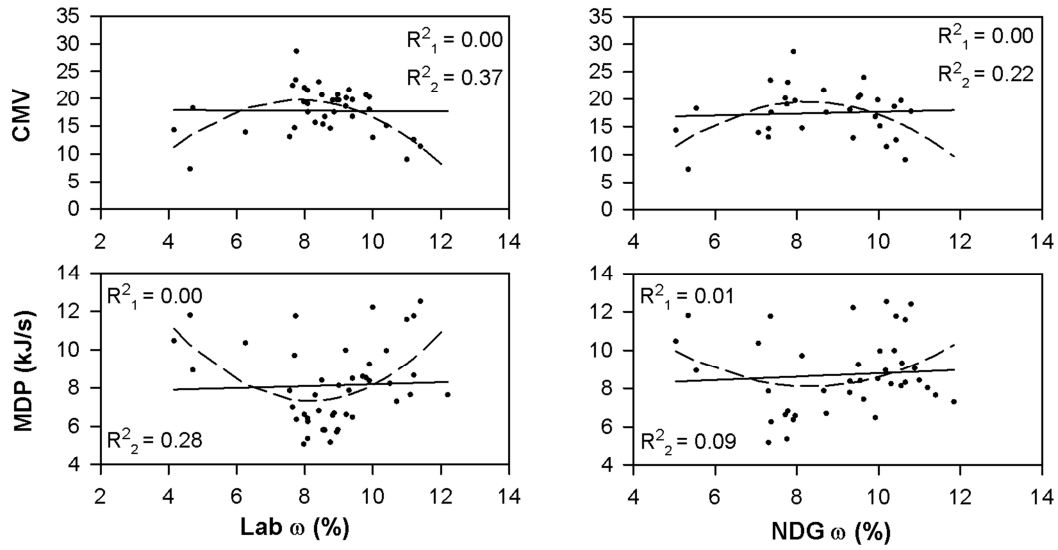 35
30
25
20
15
10
5
0
CMV
R²₁ = 0.00
R²₂ = 0.37
2 4 6 8 10 12 14
35
30
25
20
15
10
5
0
R²₁ = 0.00
R²₂ = 0.22
4 6 8 10 12 14
14
12
10
8
6
4
MDP (kJ/s)
R²₁ = 0.00
R²₂ = 0.28
2 4 6 8 10 12 14
Lab ω (%)
14
12
10
8
6
4
R²₁ = 0.01
R²₂ = 0.09
4 6 8 10 12 14
NDG ω (%)